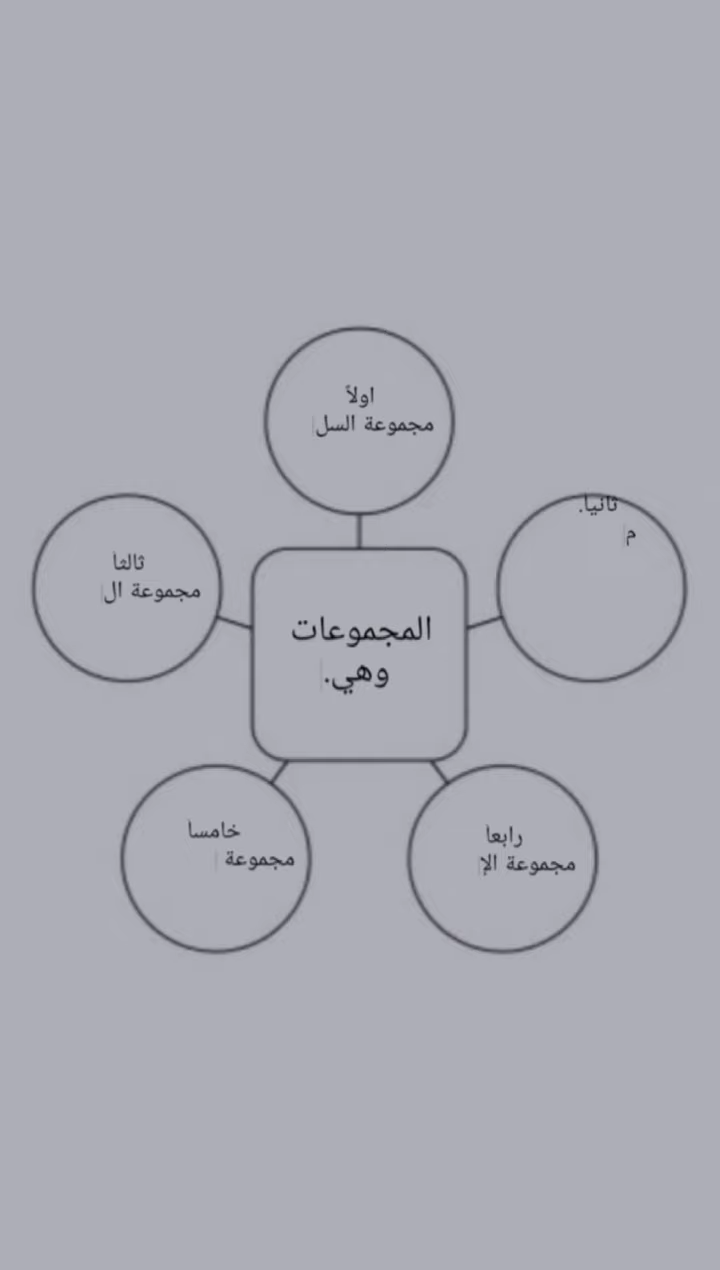 اولاً
مجموعة السل
ثانيا.
م
ثالثا
مجموعة ال
المجموعات
وهي.
رابعا
مجموعة الإ
خامسا
مجموعة